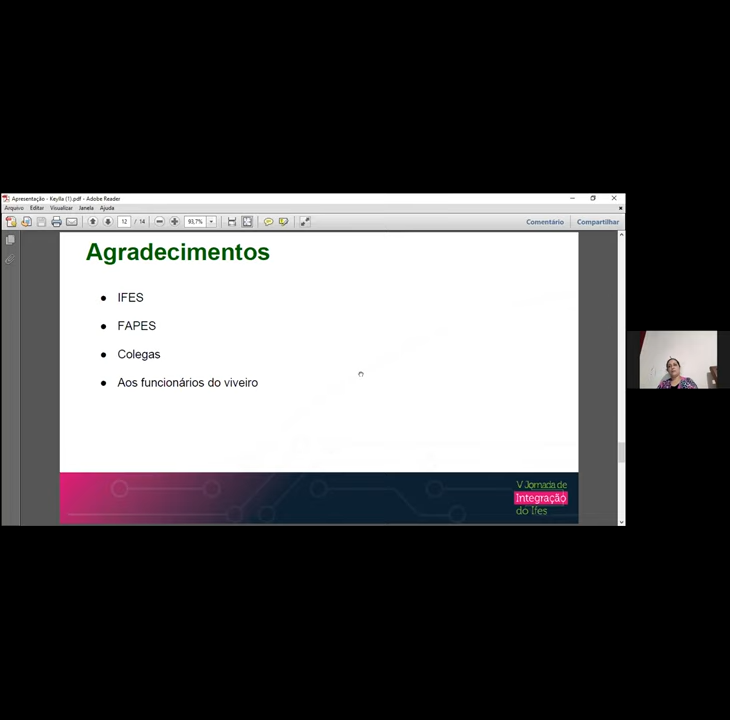 Apresentação - Keylla (1).pdf - Adobe Reader
Arquivo Editar Visualizar Janela Ajuda
12 / 14 93,7% Comentário Compartilhar
Agradecimentos
● IFES
● FAPES
● Colegas
● Aos funcionários do viveiro
V Jornada de
Integração
do Ifes